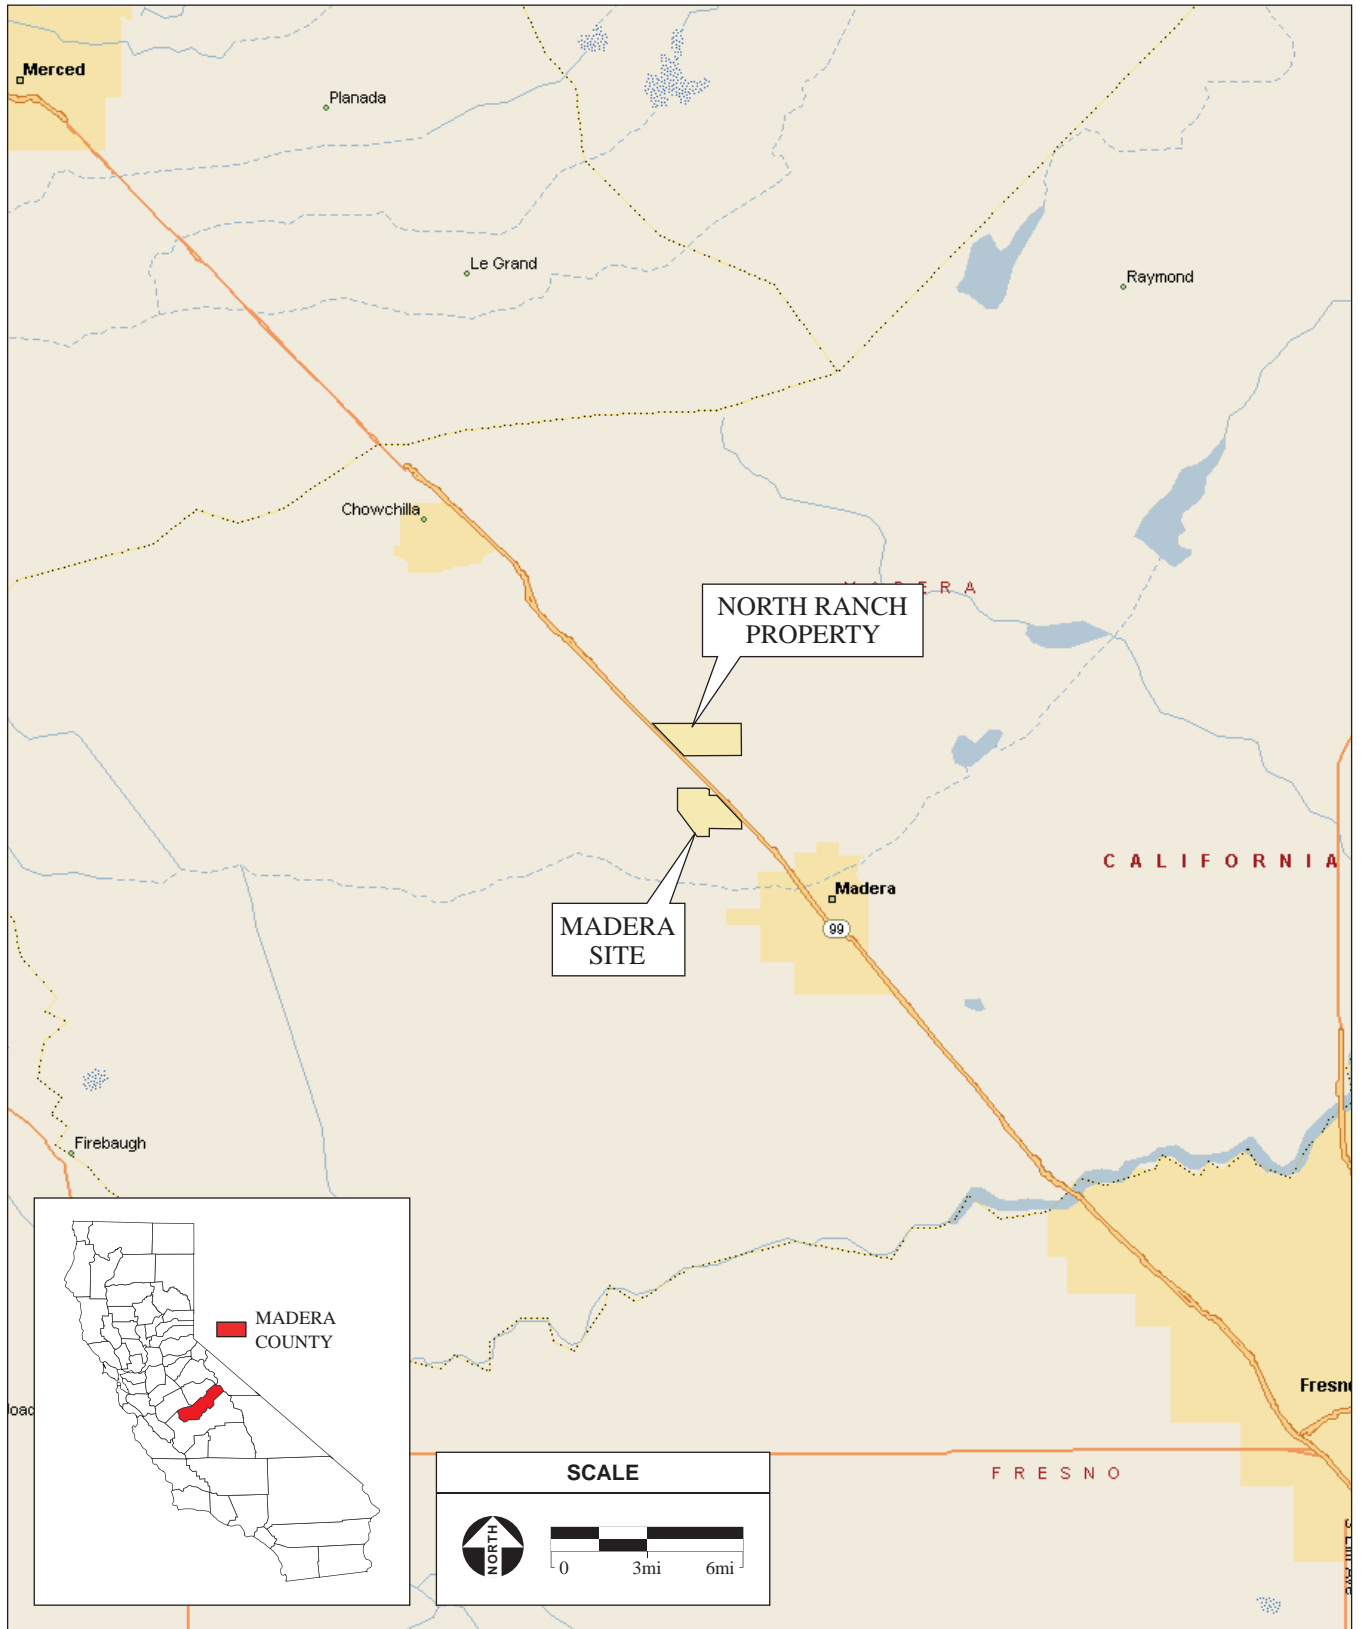 Merced
Planada
Le Grand
Raymond
Chowchilla
NORTH RANCH
PROPERTY
CALIFORNIA
Madera
99
MADERA
SITE
Firebaugh
MADERA
COUNTY
Fresno
FRESNO
SCALE
NORTH
0 3mi 6mi